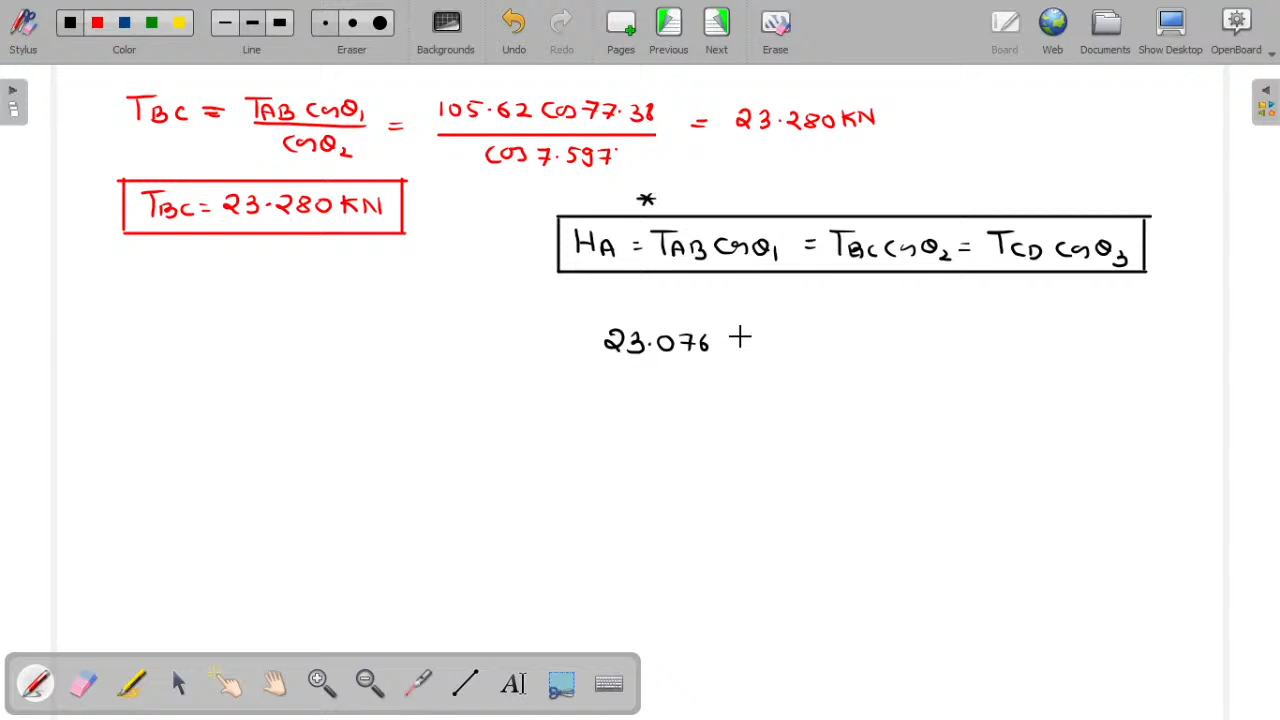 Stylus Color Line Eraser Backgrounds Undo Redo Pages Previous Next Erase Board Web Documents Show Desktop OpenBoard
TBC = TAB cosθ1 / cosθ2 = 105.62 cos 77.38 / cos 7.597 = 23.280 KN
TBC = 23.280 KN
*
HA = TAB cosθ1 = TBC cosθ2 = TCD cosθ3
23.076 +
AI